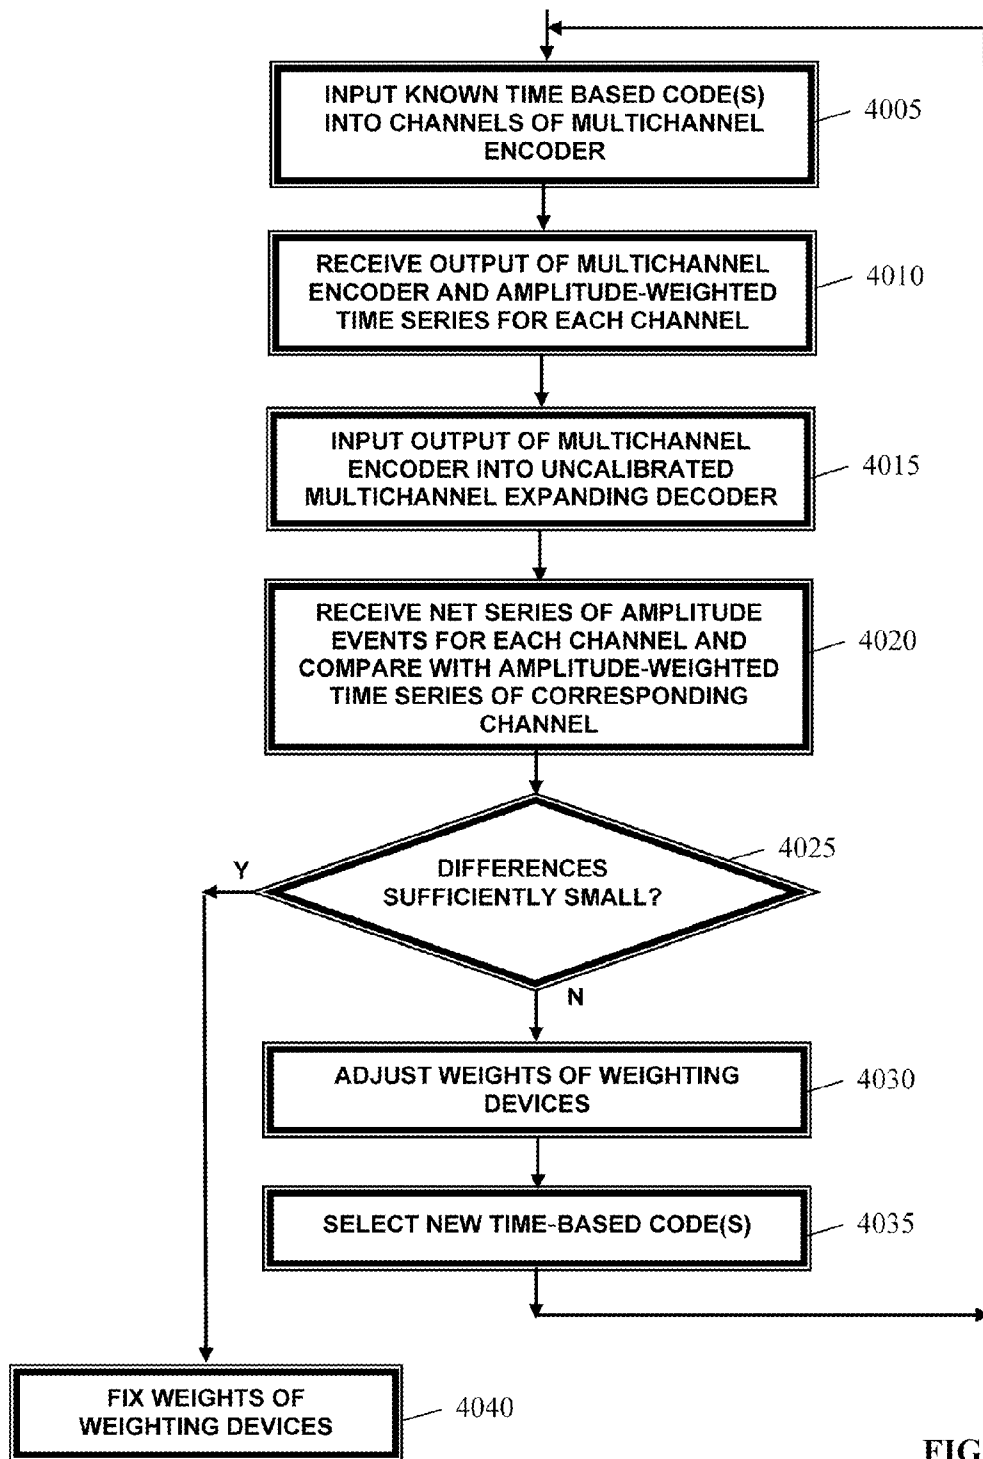 INPUT KNOWN TIME BASED CODE(S)
INTO CHANNELS OF MULTICHANNEL
ENCODER
4005
RECEIVE OUTPUT OF MULTICHANNEL
ENCODER AND AMPLITUDE-WEIGHTED
TIME SERIES FOR EACH CHANNEL
4010
INPUT OUTPUT OF MULTICHANNEL
ENCODER INTO UNCALIBRATED
MULTICHANNEL EXPANDING DECODER
4015
RECEIVE NET SERIES OF AMPLITUDE
EVENTS FOR EACH CHANNEL AND
COMPARE WITH AMPLITUDE-WEIGHTED
TIME SERIES OF CORRESPONDING
CHANNEL
4020
DIFFERENCES
SUFFICIENTLY SMALL?
4025
Y
N
ADJUST WEIGHTS OF WEIGHTING
DEVICES
4030
SELECT NEW TIME-BASED CODE(S)
4035
FIX WEIGHTS OF
WEIGHTING DEVICES
4040
FIG